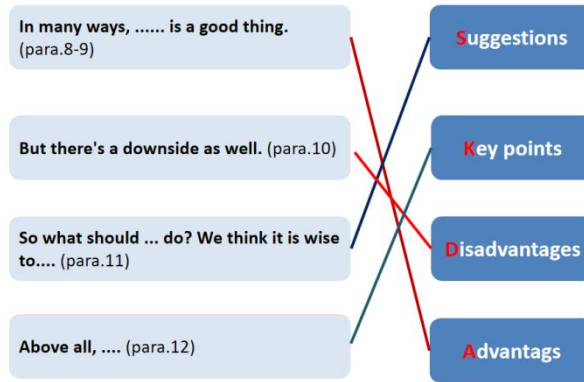 In many ways, ...... is a good thing.
(para.8-9)
Suggestions
But there's a downside as well. (para.10)
Key points
So what should ... do? We think it is wise
to.... (para.11)
Disadvantages
Above all, .... (para.12)
Advantags